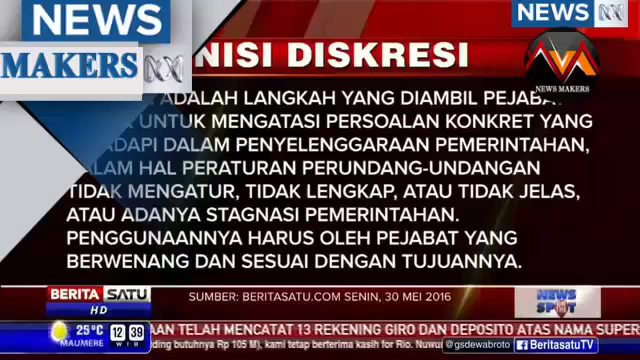 NEWS
MAKERS
NEWS
NISI DISKRESI
NEWS MAKERS
ADALAH LANGKAH YANG DIAMBIL PEJABA
UNTUK MENGATASI PERSOALAN KONKRET YANG
DAPI DALAM PENYELENGGARAAN PEMERINTAHAN,
ALAM HAL PERATURAN PERUNDANG-UNDANGAN
TIDAK MENGATUR, TIDAK LENGKAP, ATAU TIDAK JELAS,
ATAU ADANYA STAGNASI PEMERINTAHAN.
PENGGUNAANNYA HARUS OLEH PEJABAT YANG
BERWENANG DAN SESUAI DENGAN TUJUANNYA.
BERITA SATU
HD
SUMBER: BERITASATU.COM SENIN, 30 MEI 2016
NEWS
SPOT
25°C
MAUMERE
12 39
WIB
AAN TELAH MENCATAT 13 REKENING GIRO DAN DEPOSITO ATAS NAMA SUPER
ding butuhnya Rp 105 M), kami tetap berterima kasih for Rio. Nuwu
@gsdewabroto
BeritasatuTV